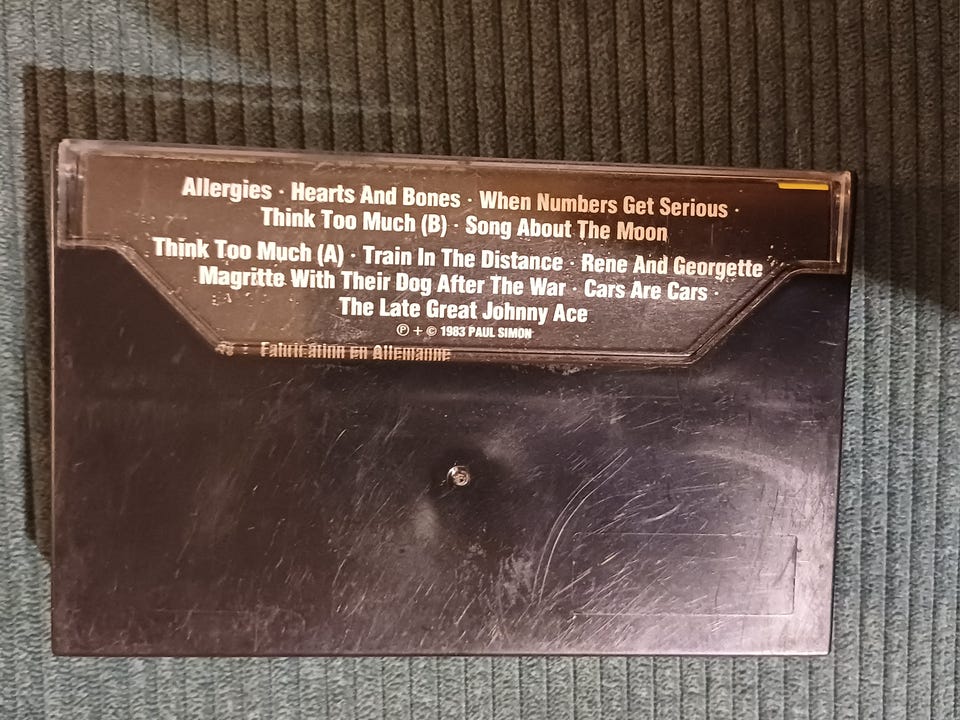 Allergies · Hearts And Bones · When Numbers Get Serious ·
Think Too Much (B) · Song About The Moon
Think Too Much (A) · Train In The Distance · Rene And Georgette
Magritte With Their Dog After The War · Cars Are Cars ·
The Late Great Johnny Ace
℗ + © 1983 PAUL SIMON
Fabrication en Allemagne